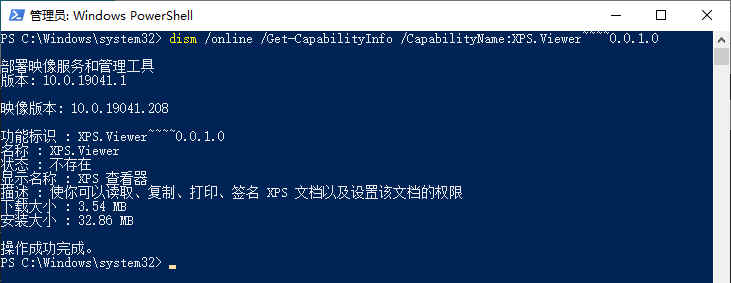 管理员: Windows PowerShell
PS C:\Windows\system32> dism /online /Get-CapabilityInfo /CapabilityName:XPS.Viewer~~~~0.0.1.0
部署映像服务和管理工具
版本: 10.0.19041.1
映像版本: 10.0.19041.208
功能标识 : XPS.Viewer~~~~0.0.1.0
名称 : XPS.Viewer
状态 : 不存在
显示名称 : XPS 查看器
描述 : 使你可以读取、复制、打印、签名 XPS 文档以及设置该文档的权限
下载大小 : 3.54 MB
安装大小 : 32.86 MB
操作成功完成。
PS C:\Windows\system32>